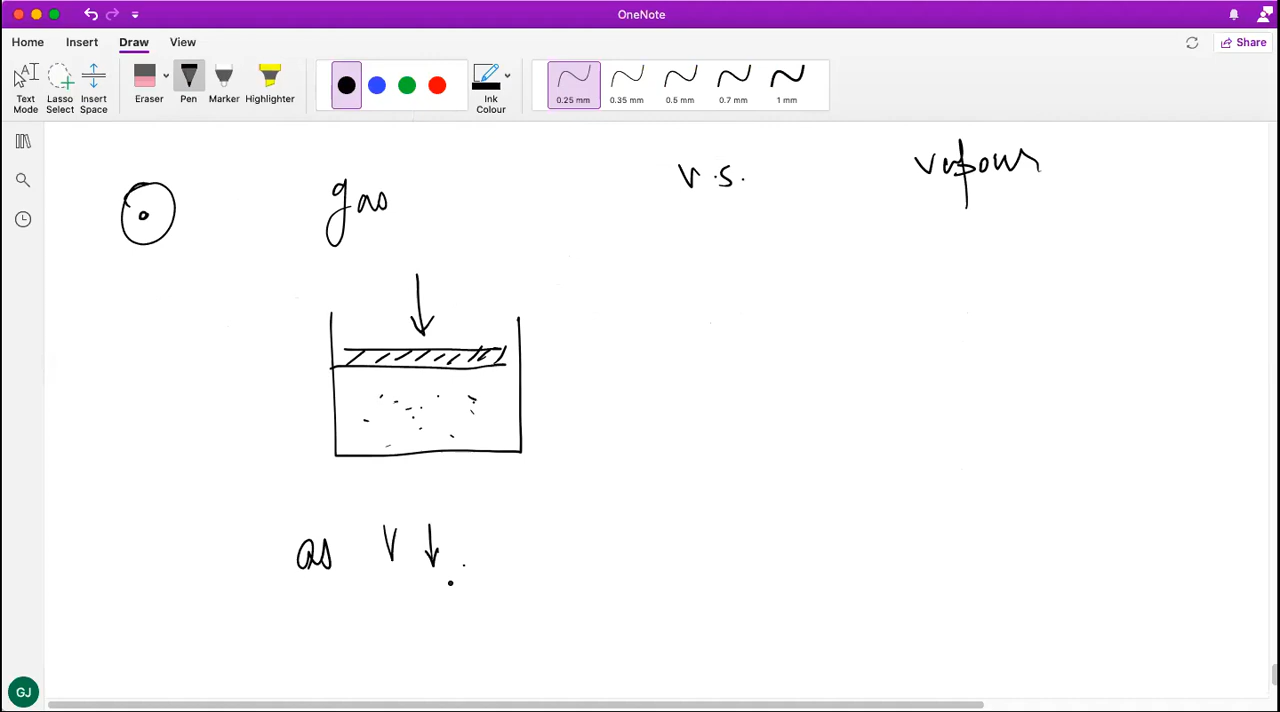 OneNote
Home Insert Draw View
Share
Text Mode
Lasso Select
Insert Space
Eraser
Pen
Marker
Highlighter
0.25 mm
0.35 mm
0.5 mm
0.7 mm
1 mm
Ink Colour
gas v.s. vapour
as V ↓
GJ